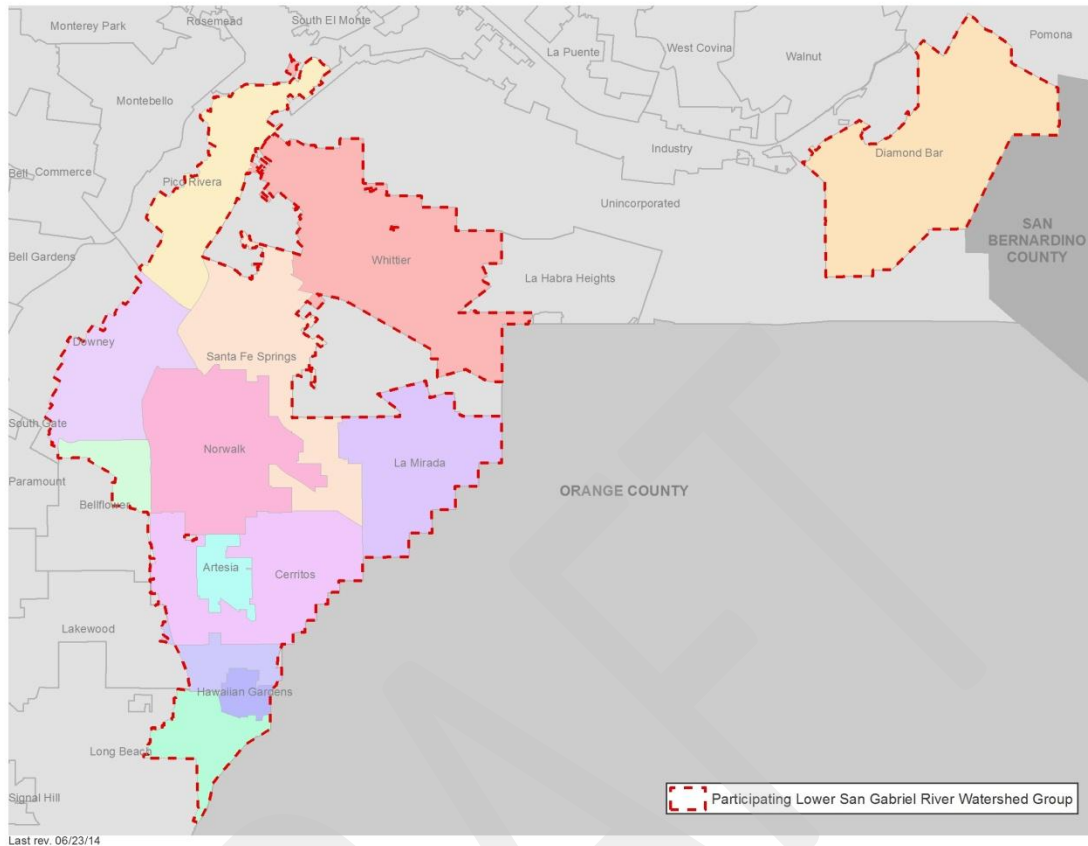 Monterey Park
Rosemead
South El Monte
La Puente
West Covina
Walnut
Pomona
Montebello
Bell
Commerce
Pico Rivera
Industry
Diamond Bar
Unincorporated
SAN
BERNARDINO
COUNTY
Bell Gardens
Whittier
La Habra Heights
Downey
Santa Fe Springs
South Gate
Norwalk
La Mirada
Paramount
Bellflower
ORANGE COUNTY
Artesia
Cerritos
Lakewood
Hawaiian Gardens
Long Beach
Signal Hill
Participating Lower San Gabriel River Watershed Group
Last rev. 06/23/14